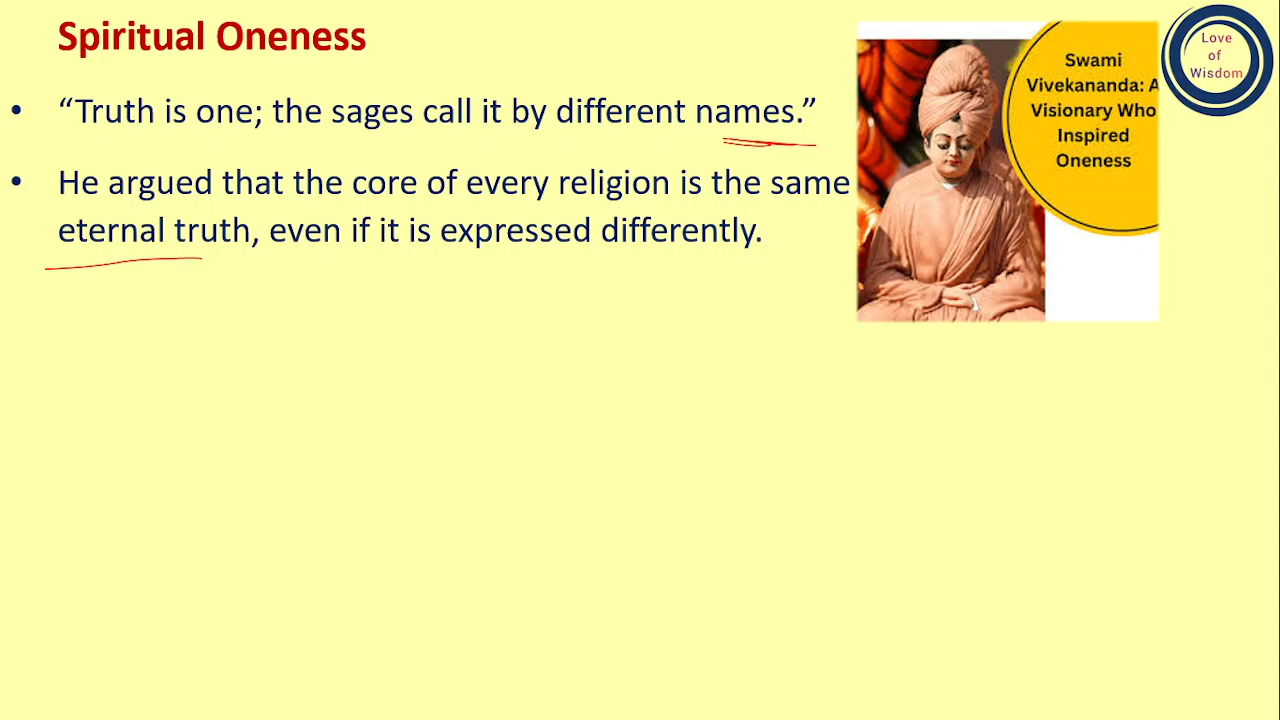 Spiritual Oneness
• “Truth is one; the sages call it by different names.”
• He argued that the core of every religion is the same
eternal truth, even if it is expressed differently.
Swami
Vivekananda: A
Visionary Who
Inspired
Oneness
Love
of
Wisdom